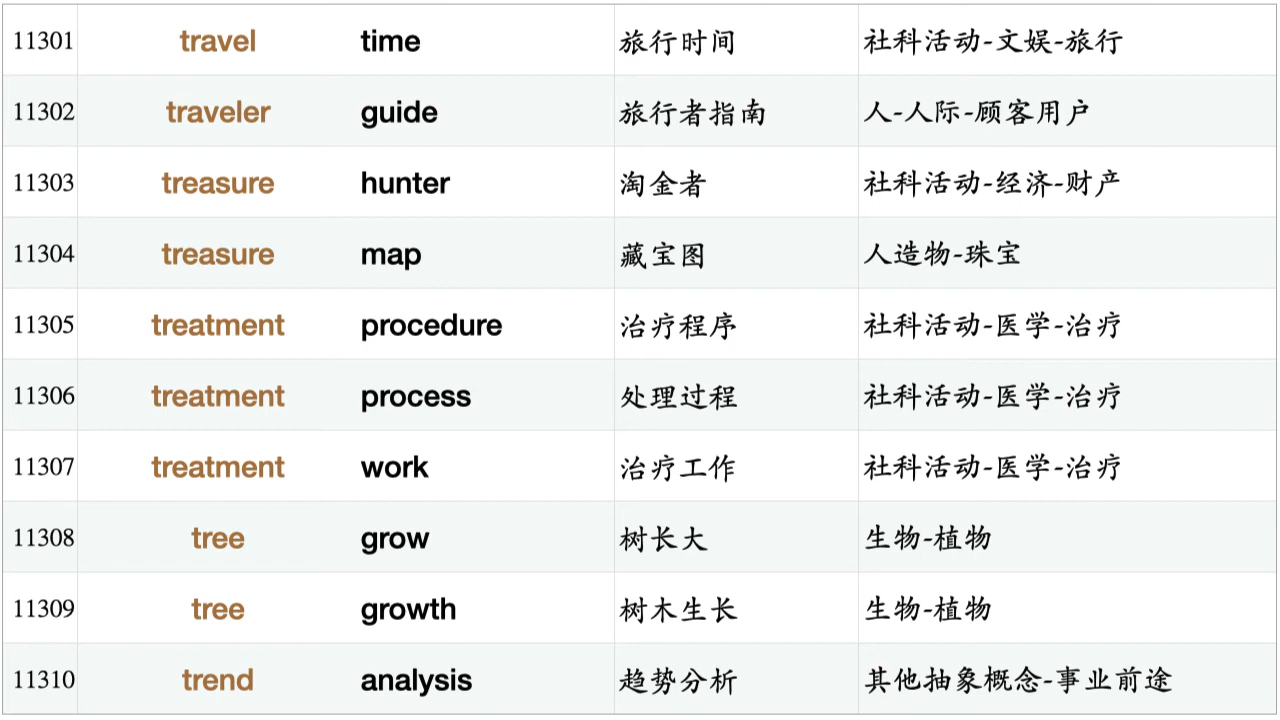 11301 travel time 旅行时间 社科活动-文娱-旅行
11302 traveler guide 旅行者指南 人-人际-顾客用户
11303 treasure hunter 淘金者 社科活动-经济-财产
11304 treasure map 藏宝图 人造物-珠宝
11305 treatment procedure 治疗程序 社科活动-医学-治疗
11306 treatment process 处理过程 社科活动-医学-治疗
11307 treatment work 治疗工作 社科活动-医学-治疗
11308 tree grow 树长大 生物-植物
11309 tree growth 树木生长 生物-植物
11310 trend analysis 趋势分析 其他抽象概念-事业前途